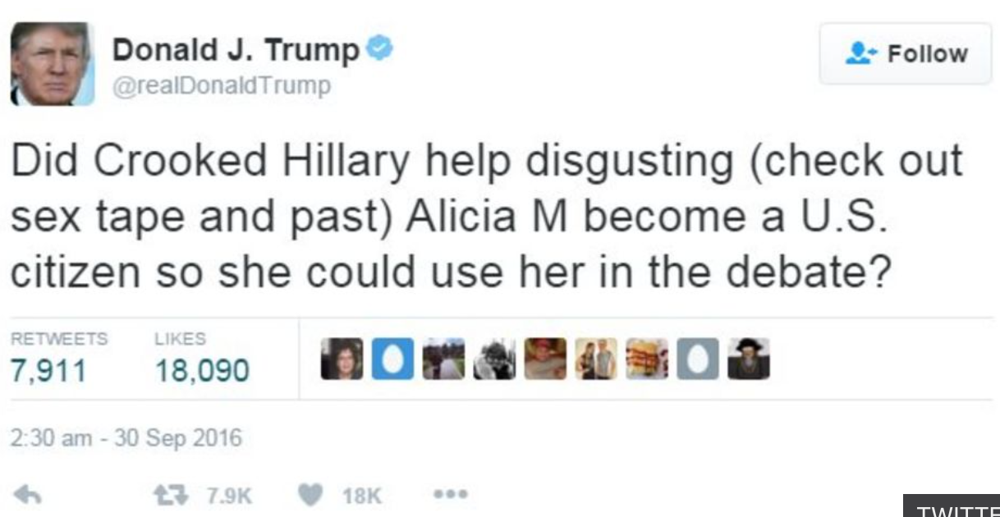 Donald J. Trump
Follow
@realDonaldTrump
Did Crooked Hillary help disgusting (check out
sex tape and past) Alicia M become a U.S.
citizen so she could use her in the debate?
RETWEETS LIKES
7,911 18,090
2:30 am - 30 Sep 2016
7.9K 18K
TWITTE